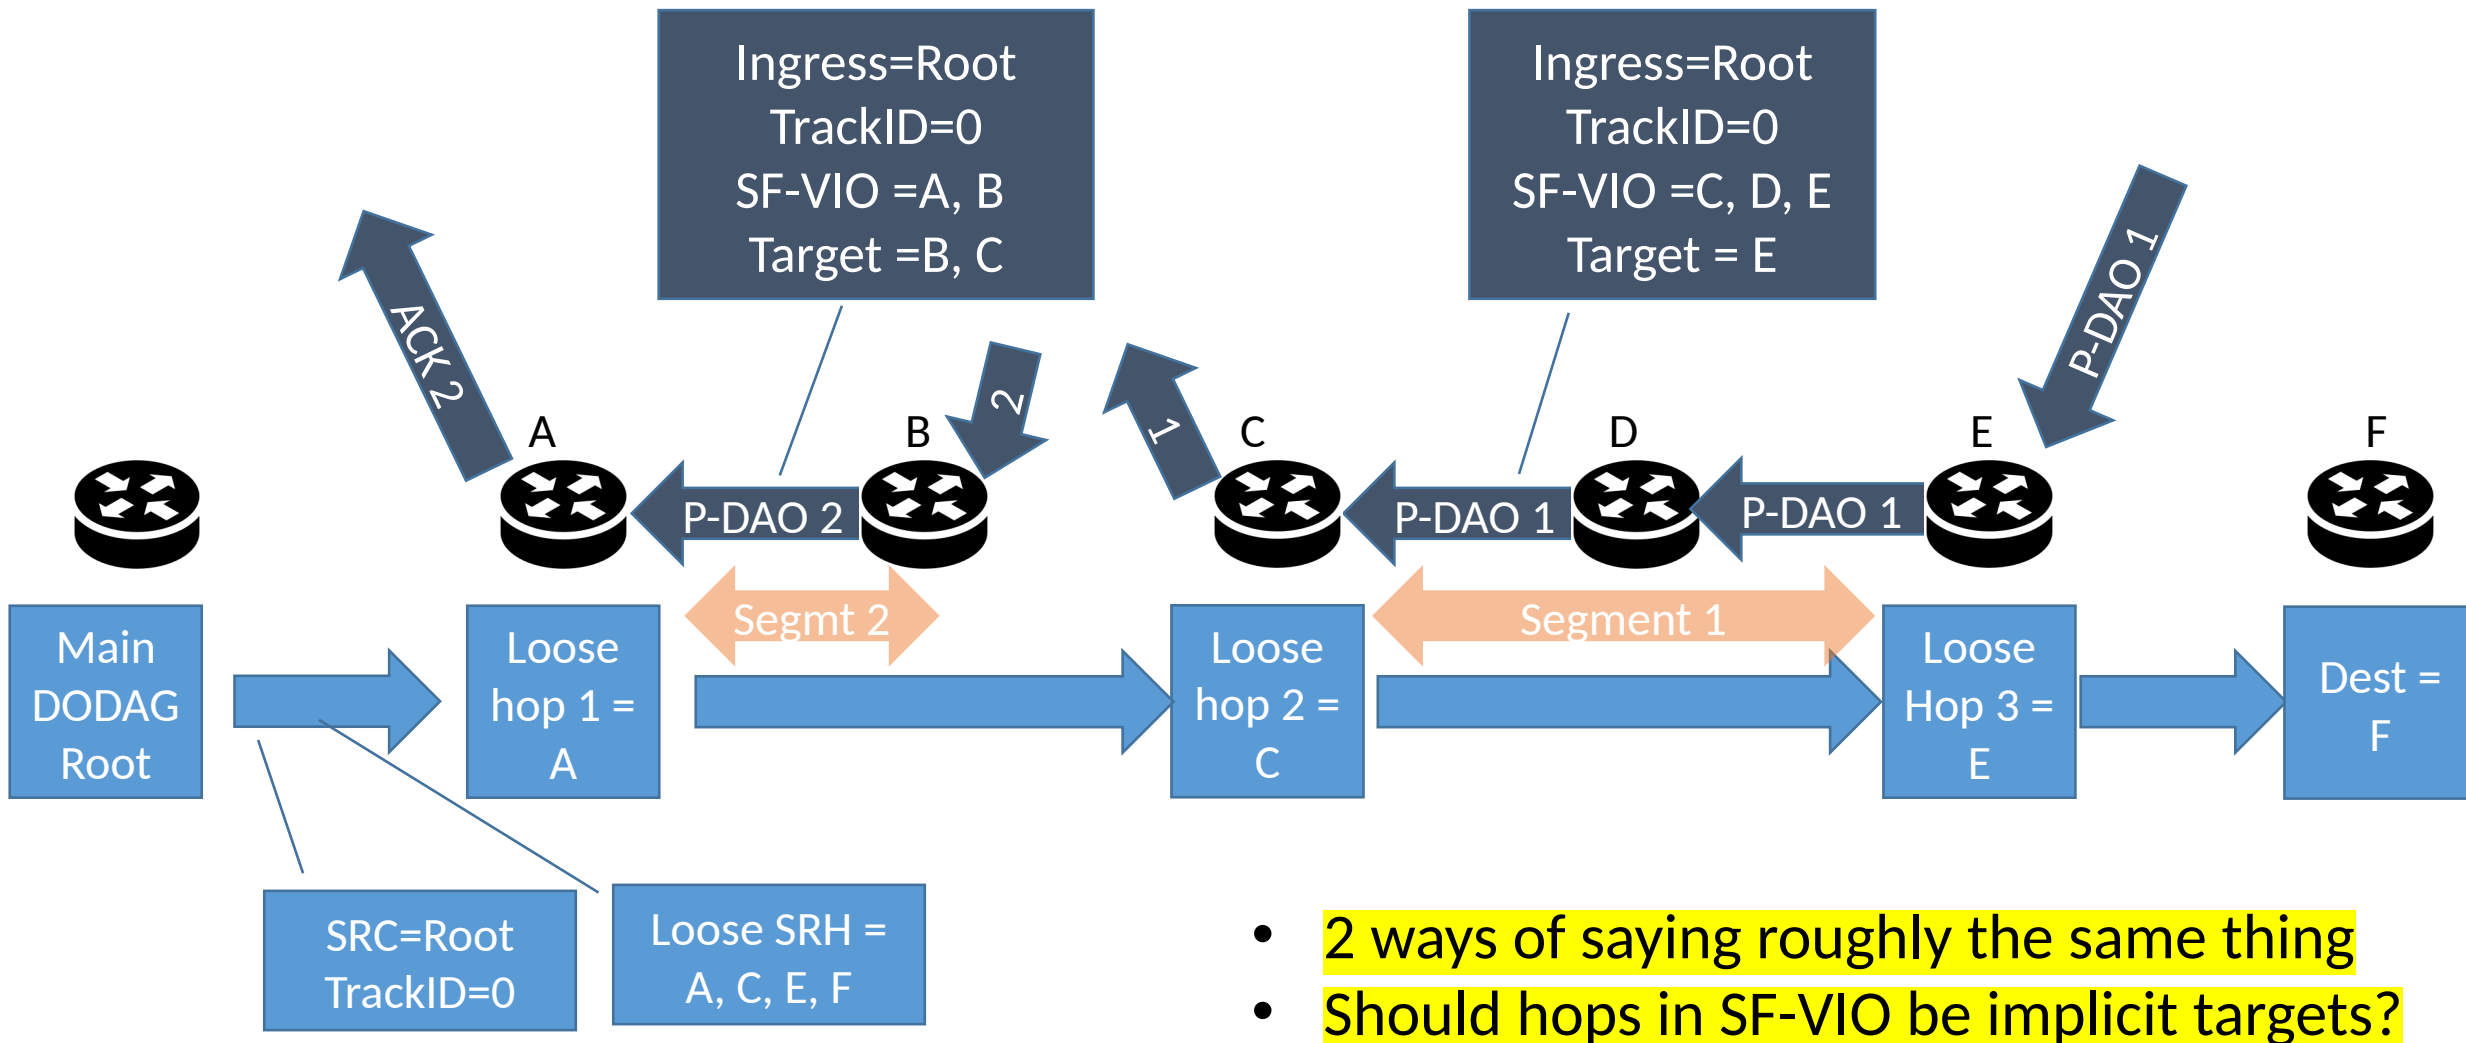 Ingress=Root
TrackID=0
SF-VIO =A, B
Target =B, C
Ingress=Root
TrackID=0
SF-VIO =C, D, E
Target = E
ACK 2
2
1
P-DAO 1
A
B
C
D
E
F
P-DAO 2
P-DAO 1
P-DAO 1
Segmt 2
Segment 1
Main
DODAG
Root
Loose
hop 1 =
A
Loose
hop 2 =
C
Loose
Hop 3 =
E
Dest =
F
SRC=Root
TrackID=0
Loose SRH =
A, C, E, F
• 2 ways of saying roughly the same thing
• Should hops in SF-VIO be implicit targets?